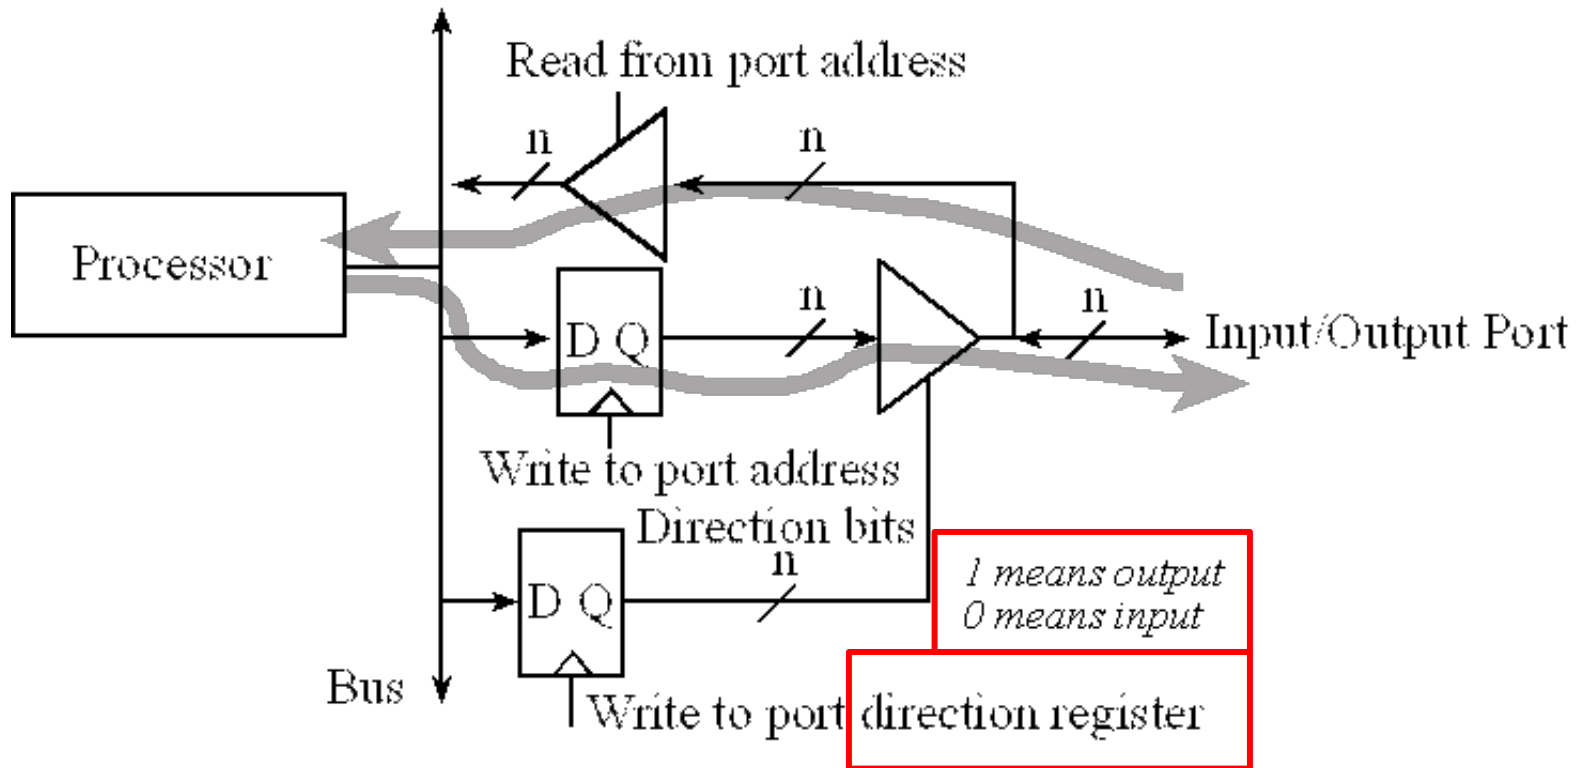 Read from port address
n
n
Processor
D Q
n
n
Input/Output Port
Write to port address
Direction bits
D Q
n
1 means output
0 means input
Bus
Write to port direction register